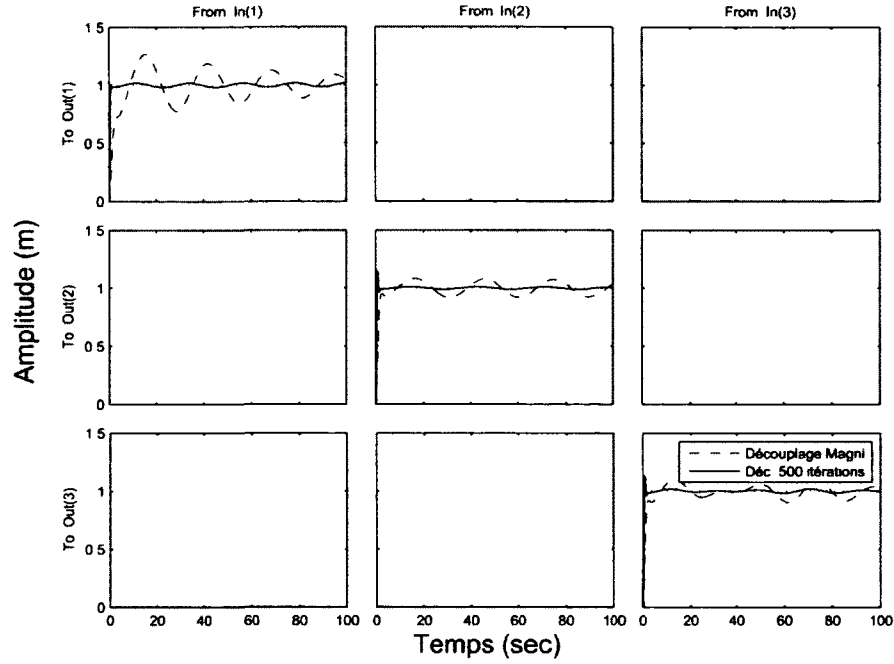 From In(1) From In(2) From In(3)
1 5
1
0 5
0
To Out(1)
1 5
1
0 5
0
To Out(2)
Amplitude (m)
1 5
1
0 5
0
To Out(3)
Découplage Magni
Déc 500 itérations
0 20 40 60 80 100 0 20 40 60 80 100 0 20 40 60 80 100
Temps (sec)